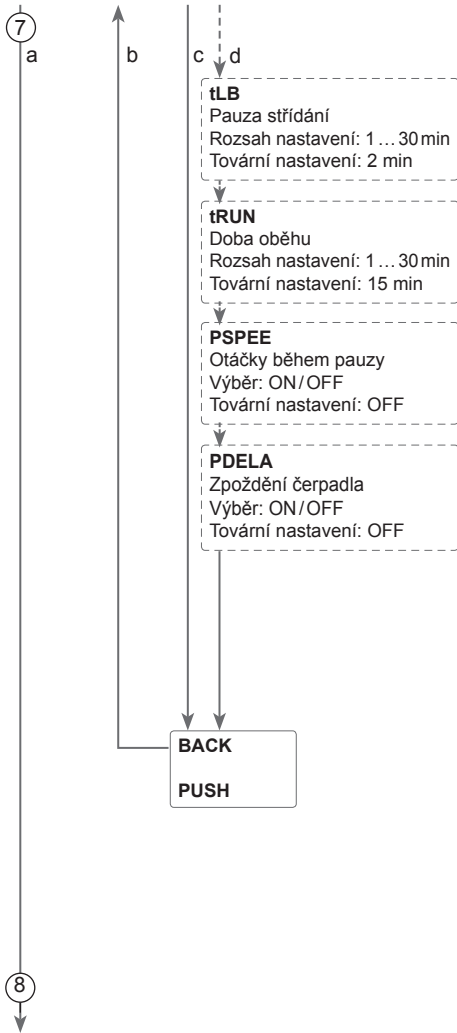 7
a
b
c
d
tLB
Pauza střídání
Rozsah nastavení: 1 … 30 min
Tovární nastavení: 2 min
tRUN
Doba oběhu
Rozsah nastavení: 1 … 30 min
Tovární nastavení: 15 min
PSPEE
Otáčky během pauzy
Výběr: ON / OFF
Tovární nastavení: OFF
PDELA
Zpoždění čerpadla
Výběr: ON / OFF
Tovární nastavení: OFF
BACK
PUSH
8